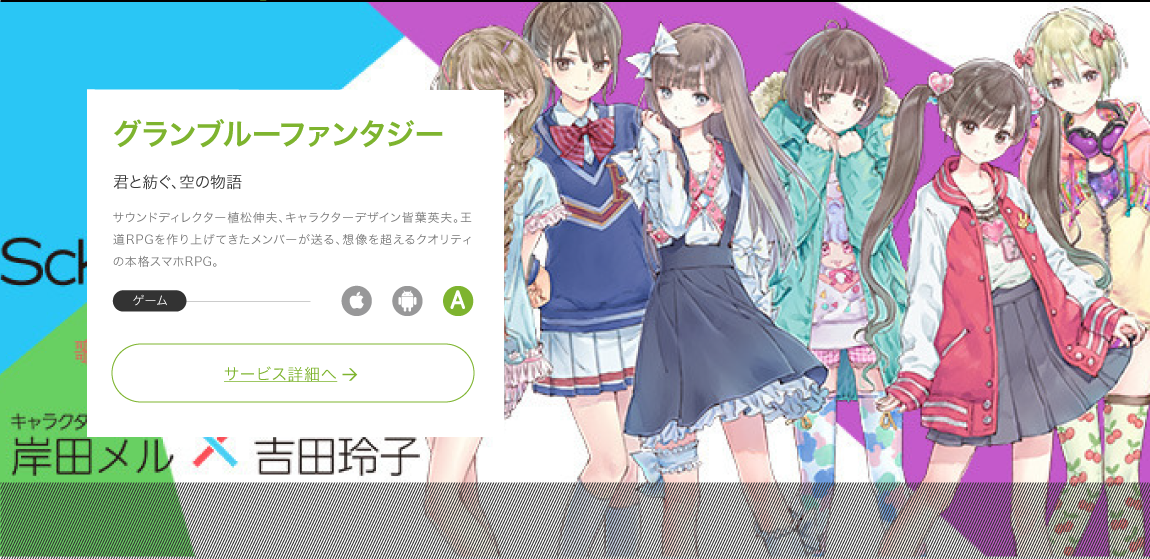 グランブルーファンタジー
君と紡ぐ、空の物語
サウンドディレクター植松伸夫、キャラクターデザイン皆葉英夫。王
道RPGを作り上げてきたメンバーが送る、想像を超えるクオリティ
の本格スマホRPG。
ゲーム
A
サービス詳細へ →
Sc
歌
キャラクタ
岸田メル × 吉田玲子